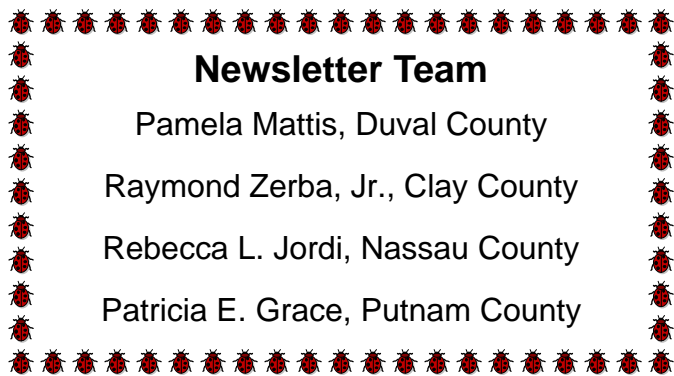 Newsletter Team
Pamela Mattis, Duval County
Raymond Zerba, Jr., Clay County
Rebecca L. Jordi, Nassau County
Patricia E. Grace, Putnam County